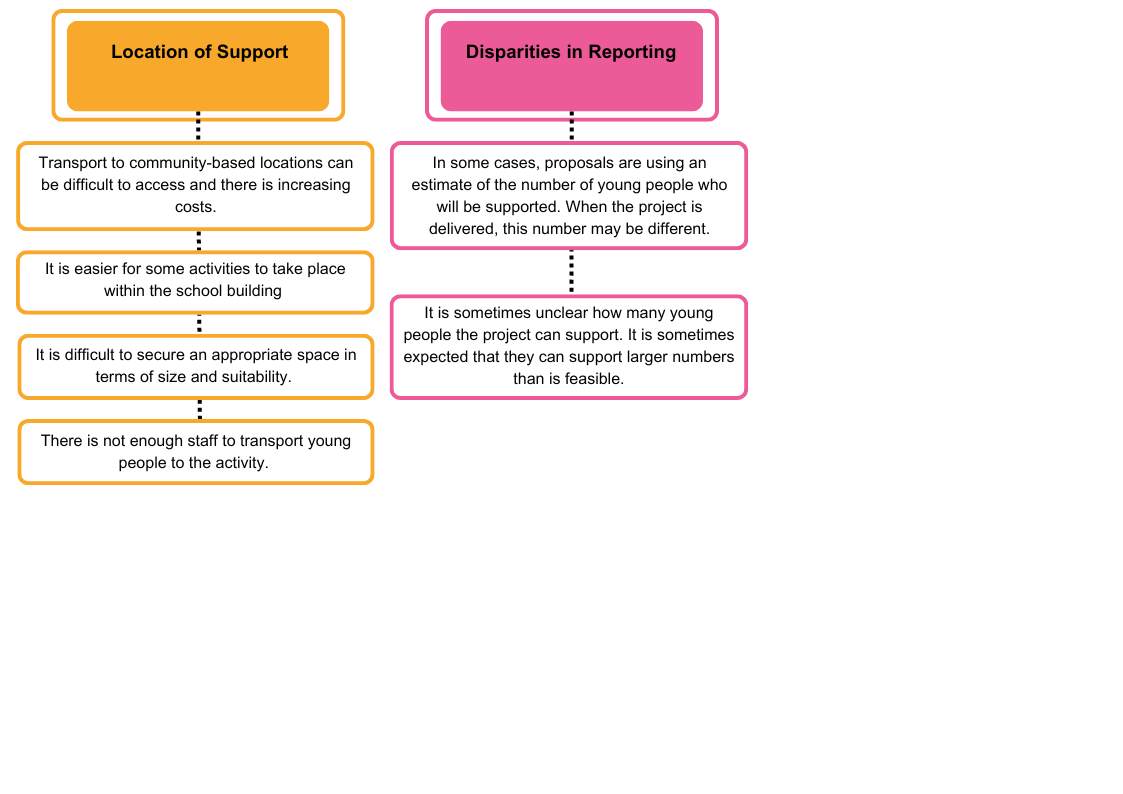 Location of Support
Transport to community-based locations can
be difficult to access and there is increasing
costs.
It is easier for some activities to take place
within the school building
It is difficult to secure an appropriate space in
terms of size and suitability.
There is not enough staff to transport young
people to the activity.
Disparities in Reporting
In some cases, proposals are using an
estimate of the number of young people who
will be supported. When the project is
delivered, this number may be different.
It is sometimes unclear how many young
people the project can support. It is sometimes
expected that they can support larger numbers
than is feasible.